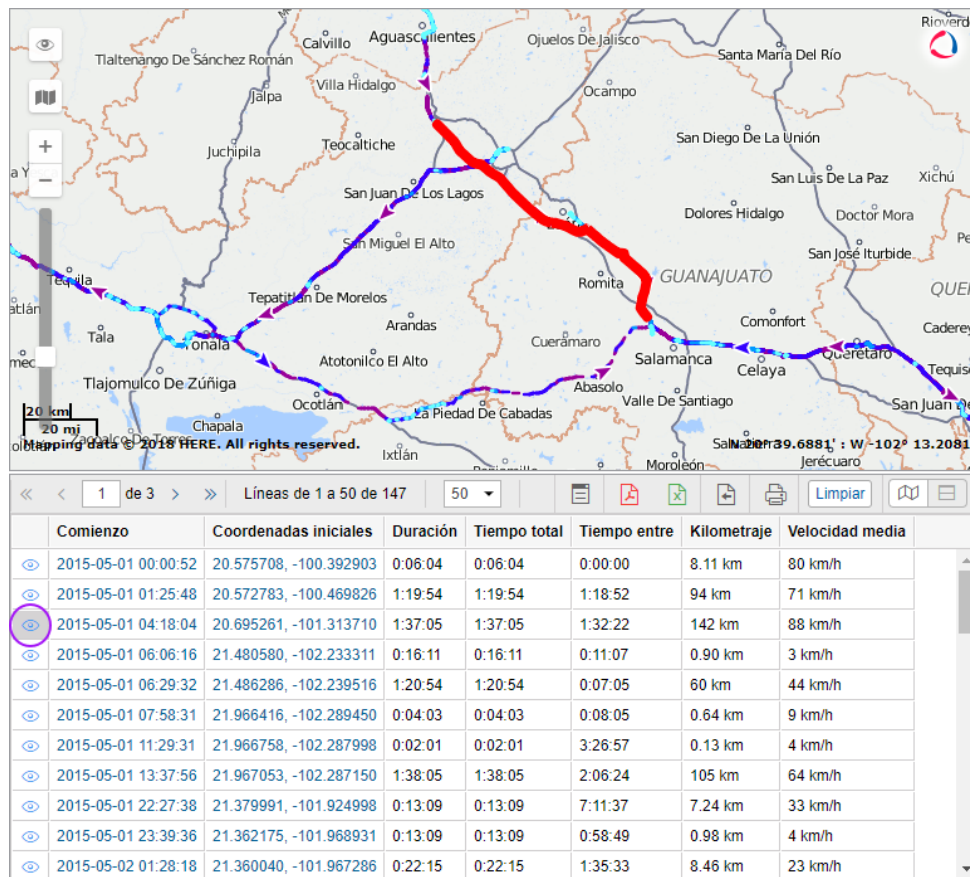 Rioverd
Calvillo
Aguascalientes
Ojuelos De Jalisco
Santa María Del Río
Tlaltenango De Sánchez Román
Villa Hidalgo
Ocampo
Jalpa
San Diego De La Unión
Juchipila
Teocaltiche
San Luis De La Paz
Xichú
San Juan De Los Lagos
Dolores Hidalgo
Doctor Mora
San Miguel El Alto
San José Iturbide
Tequila
Romita
GUANAJUATO
QUE
Tepatitlán De Morelos
Arandas
Comonfort
Caderey
Tala
Tonala
Cuerámaro
Salamanca
Querétaro
Atotonilco El Alto
Celaya
Tequis
Tlajomulco De Zúñiga
Abasolo
Ocotlán
Valle De Santiago
San Juan De
20 km
20 mi
La Piedad De Cabadas
Chapala
Zacoalco De Torres
Mapping data © 2018 HERE. All rights reserved.
N 20° 39.6881' : W -102° 13.2081
Ixtlán
Moroleón
Jerécuaro
1 de 3 Líneas de 1 a 50 de 147 50 Limpiar
Comienzo Coordenadas iniciales Duración Tiempo total Tiempo entre Kilometraje Velocidad media
2015-05-01 00:00:52 20.575708, -100.392903 0:06:04 0:06:04 0:00:00 8.11 km 80 km/h
2015-05-01 01:25:48 20.572783, -100.469826 1:19:54 1:19:54 1:18:52 94 km 71 km/h
2015-05-01 04:18:04 20.695261, -101.313710 1:37:05 1:37:05 1:32:22 142 km 88 km/h
2015-05-01 06:06:16 21.480580, -102.233311 0:16:11 0:16:11 0:11:07 0.90 km 3 km/h
2015-05-01 06:29:32 21.486286, -102.239516 1:20:54 1:20:54 0:07:05 60 km 44 km/h
2015-05-01 07:58:31 21.966416, -102.289450 0:04:03 0:04:03 0:08:05 0.64 km 9 km/h
2015-05-01 11:29:31 21.966758, -102.287998 0:02:01 0:02:01 3:26:57 0.13 km 4 km/h
2015-05-01 13:37:56 21.967053, -102.287150 1:38:05 1:38:05 2:06:24 105 km 64 km/h
2015-05-01 22:27:38 21.379991, -101.924998 0:13:09 0:13:09 7:11:37 7.24 km 33 km/h
2015-05-01 23:39:36 21.362175, -101.968931 0:13:09 0:13:09 0:58:49 0.98 km 4 km/h
2015-05-02 01:28:18 21.360040, -101.967286 0:22:15 0:22:15 1:35:33 8.46 km 23 km/h